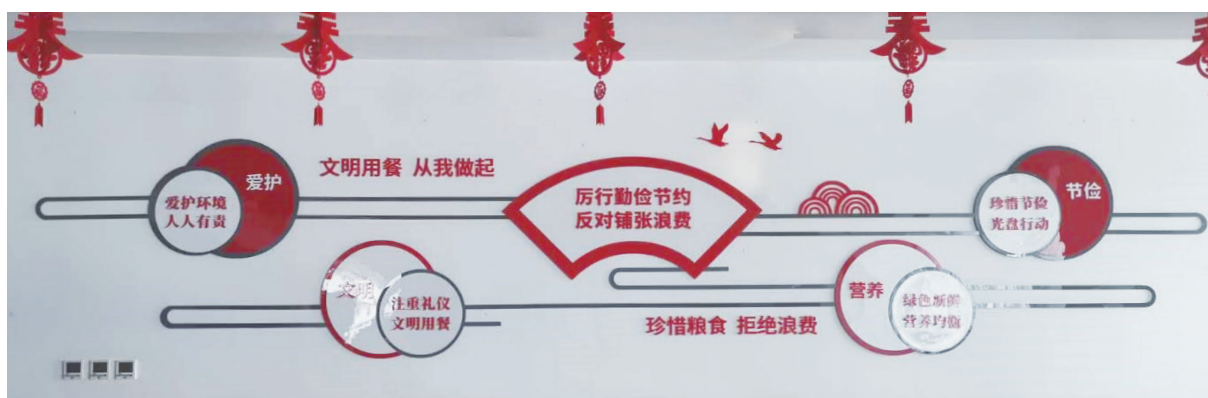 爱护
爱护环境
人人有责
文明用餐 从我做起
厉行勤俭节约
反对铺张浪费
珍惜节俭
光盘行动
节俭
文明
注重礼仪
文明用餐
珍惜粮食 拒绝浪费
营养
绿色
营养均衡